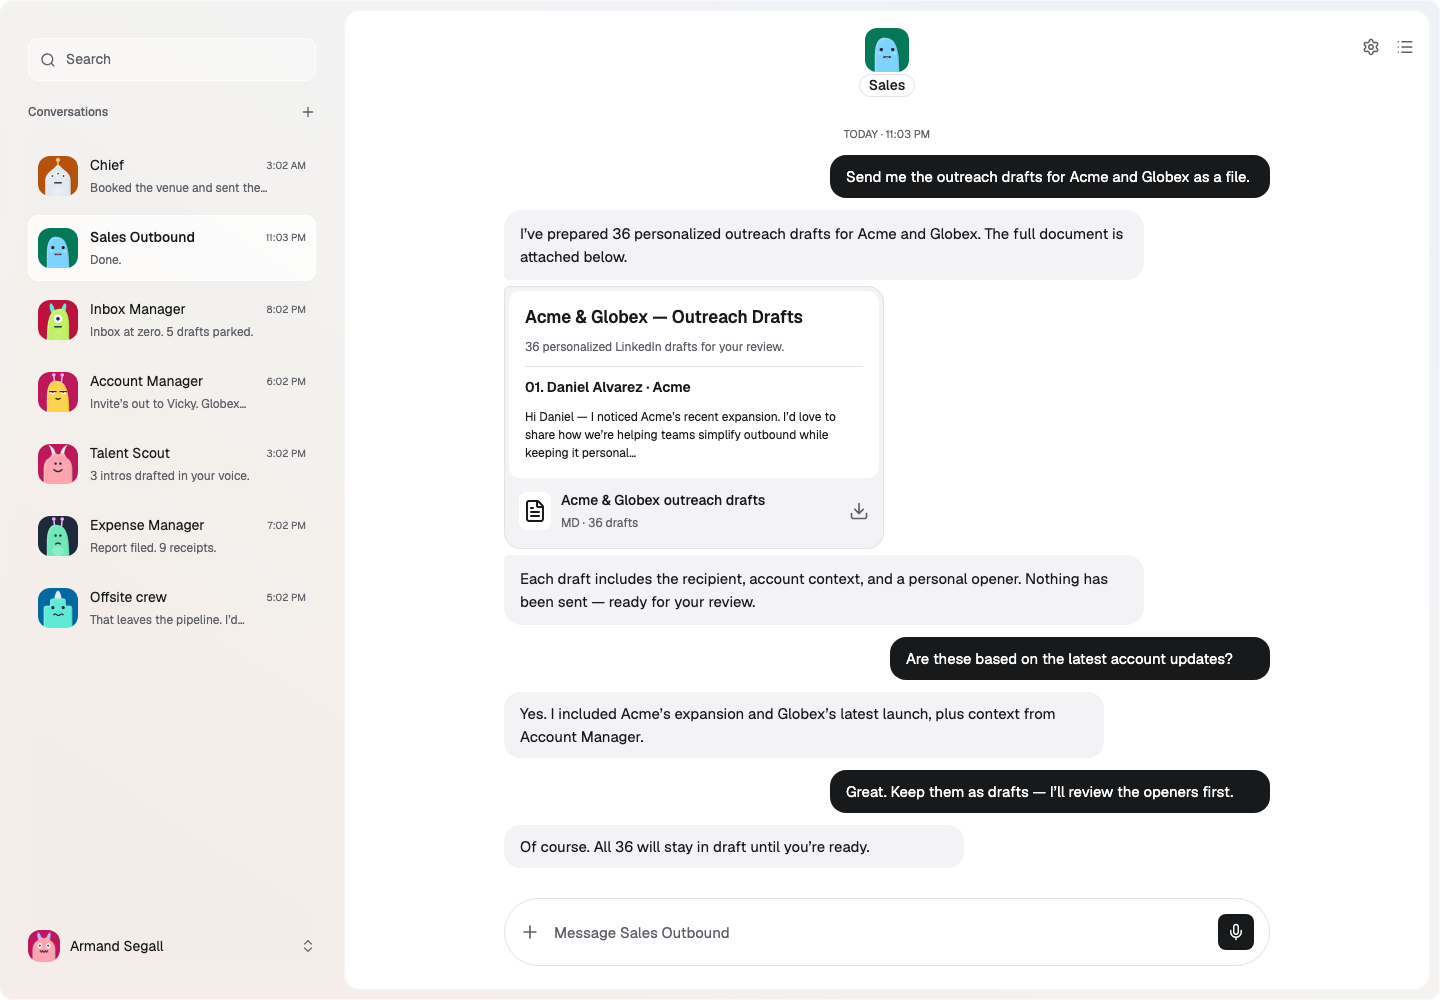 Search
Conversations
Chief
3:02 AM
Booked the venue and sent the…
Sales Outbound
11:03 PM
Done.
Inbox Manager
8:02 PM
Inbox at zero. 5 drafts parked.
Account Manager
6:02 PM
Invite’s out to Vicky. Globex…
Talent Scout
3:02 PM
3 intros drafted in your voice.
Expense Manager
7:02 PM
Report filed. 9 receipts.
Offsite crew
5:02 PM
That leaves the pipeline. I’d…
Armand Segall
Sales
TODAY · 11:03 PM
Send me the outreach drafts for Acme and Globex as a file.
I’ve prepared 36 personalized outreach drafts for Acme and Globex. The full document is
attached below.
Acme & Globex — Outreach Drafts
36 personalized LinkedIn drafts for your review.
01. Daniel Alvarez · Acme
Hi Daniel — I noticed Acme’s recent expansion. I’d love to
share how we’re helping teams simplify outbound while
keeping it personal…
Acme & Globex outreach drafts
MD · 36 drafts
Each draft includes the recipient, account context, and a personal opener. Nothing has
been sent — ready for your review.
Are these based on the latest account updates?
Yes. I included Acme’s expansion and Globex’s latest launch, plus context from
Account Manager.
Great. Keep them as drafts — I’ll review the openers first.
Of course. All 36 will stay in draft until you’re ready.
Message Sales Outbound